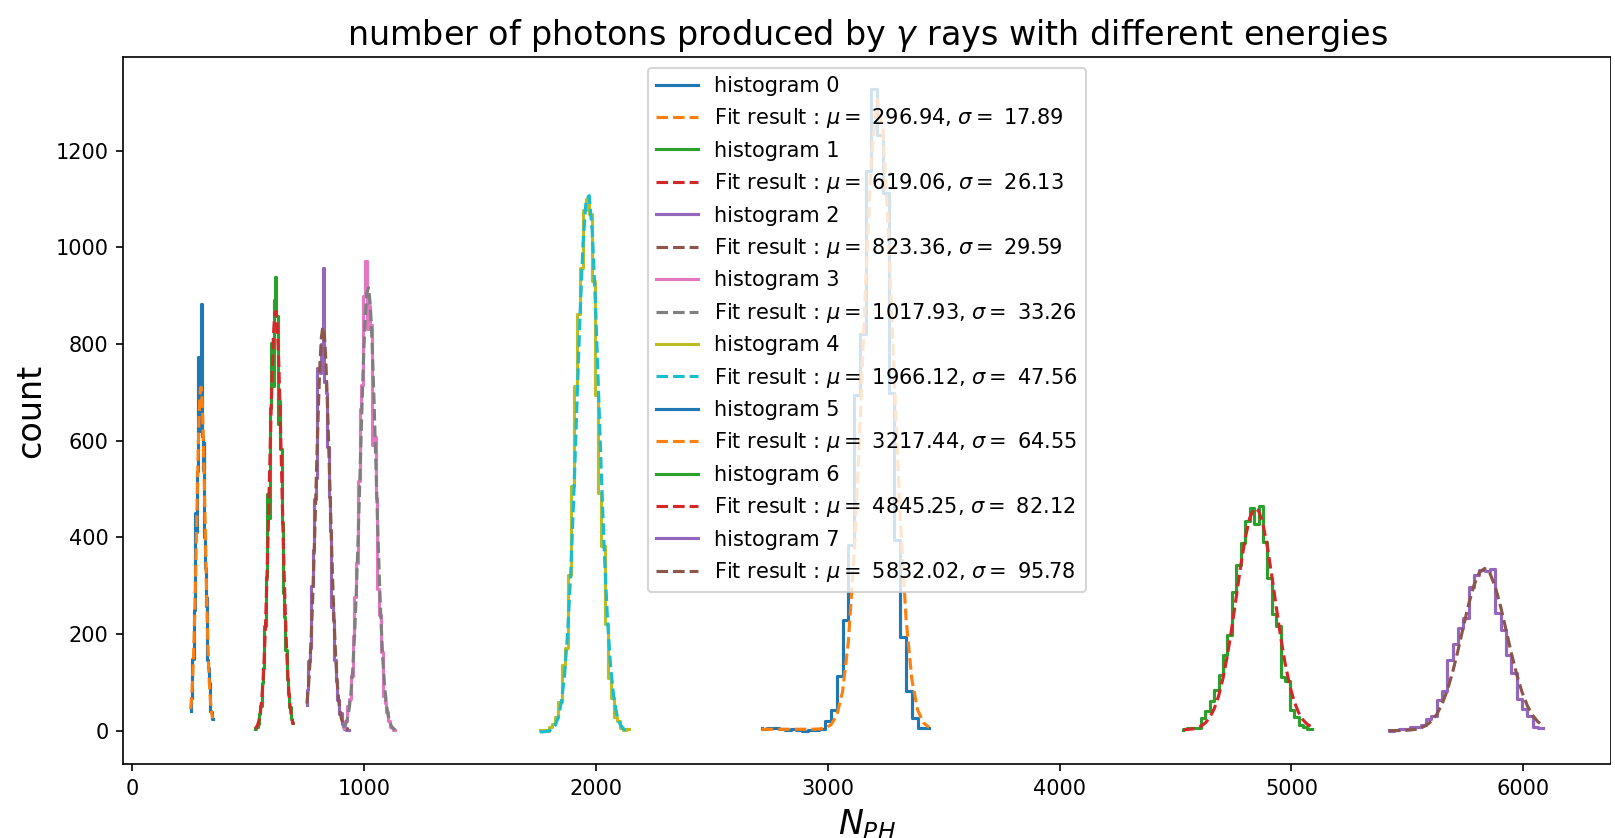 number of photons produced by γ rays with different energies
histogram 0
Fit result : μ = 296.94, σ = 17.89
histogram 1
Fit result : μ = 619.06, σ = 26.13
histogram 2
Fit result : μ = 823.36, σ = 29.59
histogram 3
Fit result : μ = 1017.93, σ = 33.26
histogram 4
Fit result : μ = 1966.12, σ = 47.56
histogram 5
Fit result : μ = 3217.44, σ = 64.55
histogram 6
Fit result : μ = 4845.25, σ = 82.12
histogram 7
Fit result : μ = 5832.02, σ = 95.78
1200
1000
800
600
400
200
0
count
0 1000 2000 3000 4000 5000 6000
N_{PH}